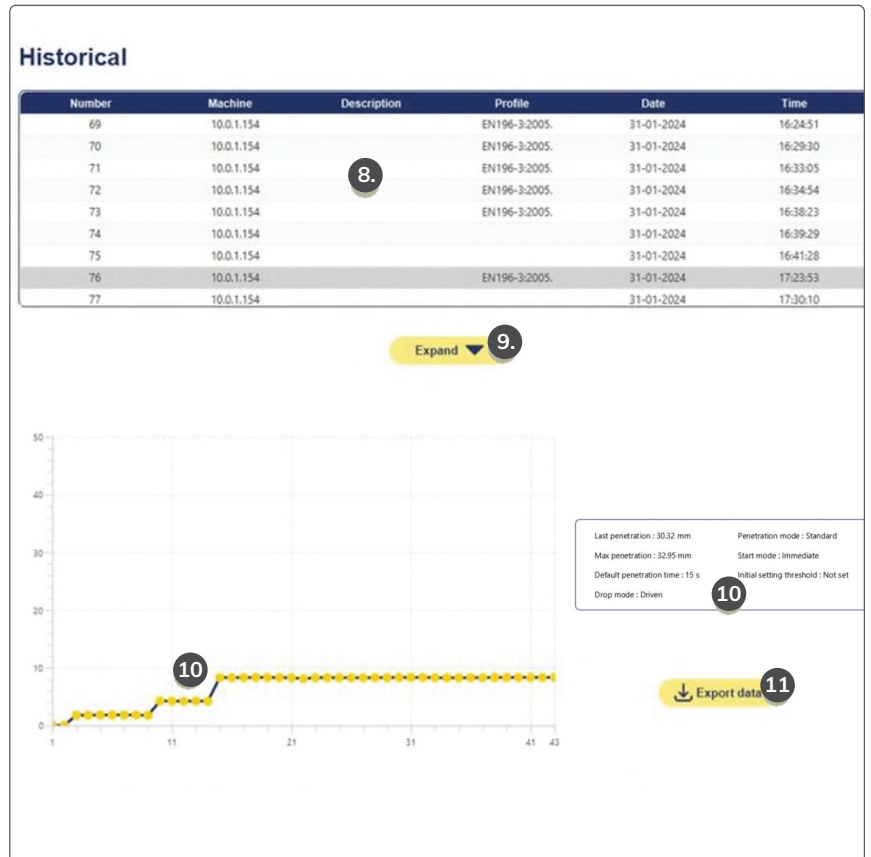 Historical
Number Machine Description Profile Date Time
69 10.0.1.154 EN196-3:2005. 31-01-2024 16:24:51
70 10.0.1.154 EN196-3:2005. 31-01-2024 16:29:30
71 10.0.1.154 EN196-3:2005. 31-01-2024 16:33:05
8.
72 10.0.1.154 EN196-3:2005. 31-01-2024 16:34:54
73 10.0.1.154 EN196-3:2005. 31-01-2024 16:38:23
74 10.0.1.154 31-01-2024 16:39:29
75 10.0.1.154 31-01-2024 16:41:28
76 10.0.1.154 EN196-3:2005. 31-01-2024 17:23:53
77 10.0.1.154 31-01-2024 17:30:10
Expand 9.
50
40
30
20
10
0
1 11 21 31 41 43
10
Last penetration : 30.32 mm Penetration mode : Standard
Max penetration : 32.95 mm Start mode : Immediate
Default penetration time : 15 s Initial setting threshold : Not set
Drop mode : Driven 10
Export data 11